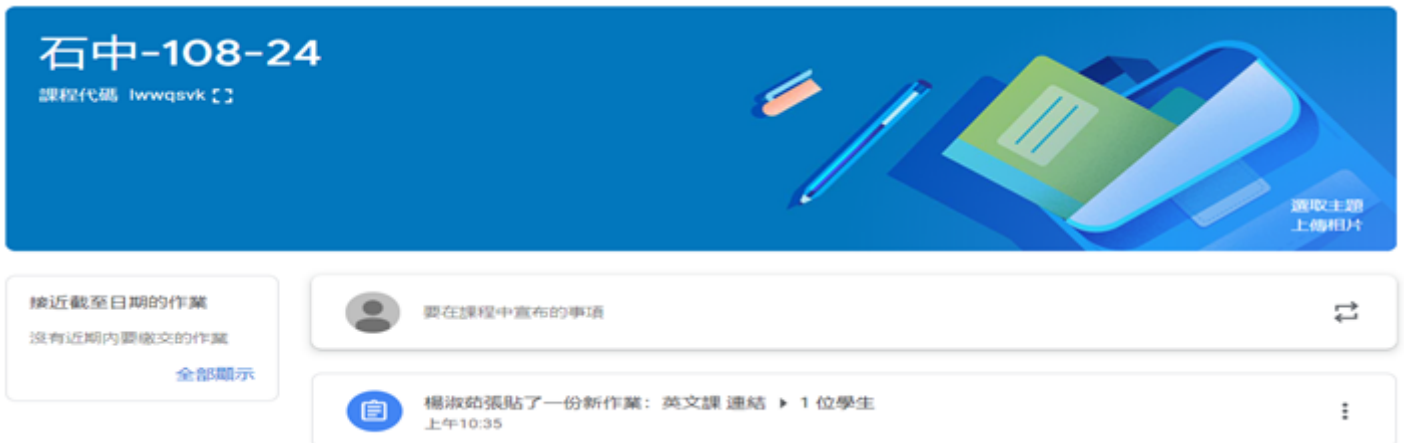 石中-108-24
課程代碼 lwwqsvk
選取主題
上傳相片
接近截至日期的作業
沒有近期內要繳交的作業
全部顯示
要在課程中宣布的事項
楊淑茹張貼了一份新作業：英文課 連結 ▸ 1 位學生
上午10:35